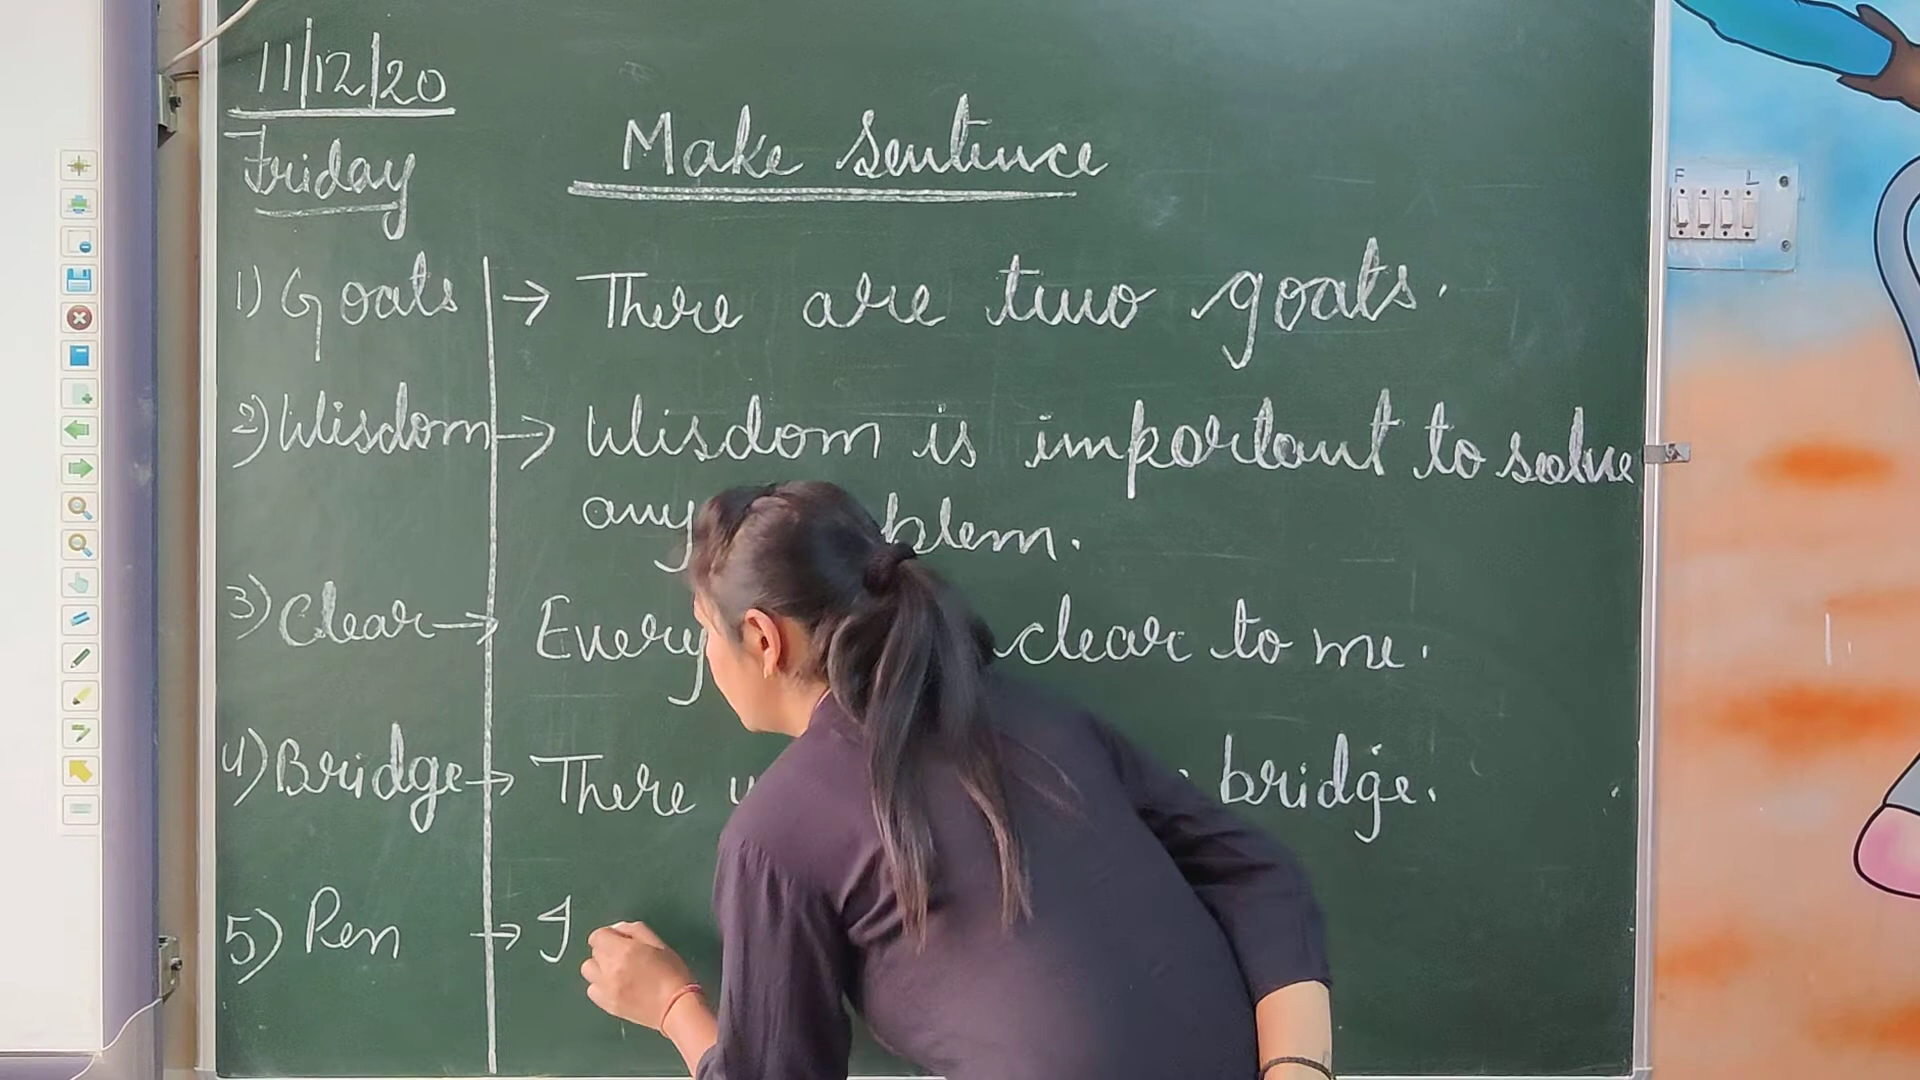 11/12/20
Friday
Make Sentence
1) Goats → There are two goats.
2) Wisdom → Wisdom is important to solve
any blem.
3) Clear → Every clear to me.
4) Bridge → There bridge.
5) Pen → I
F L